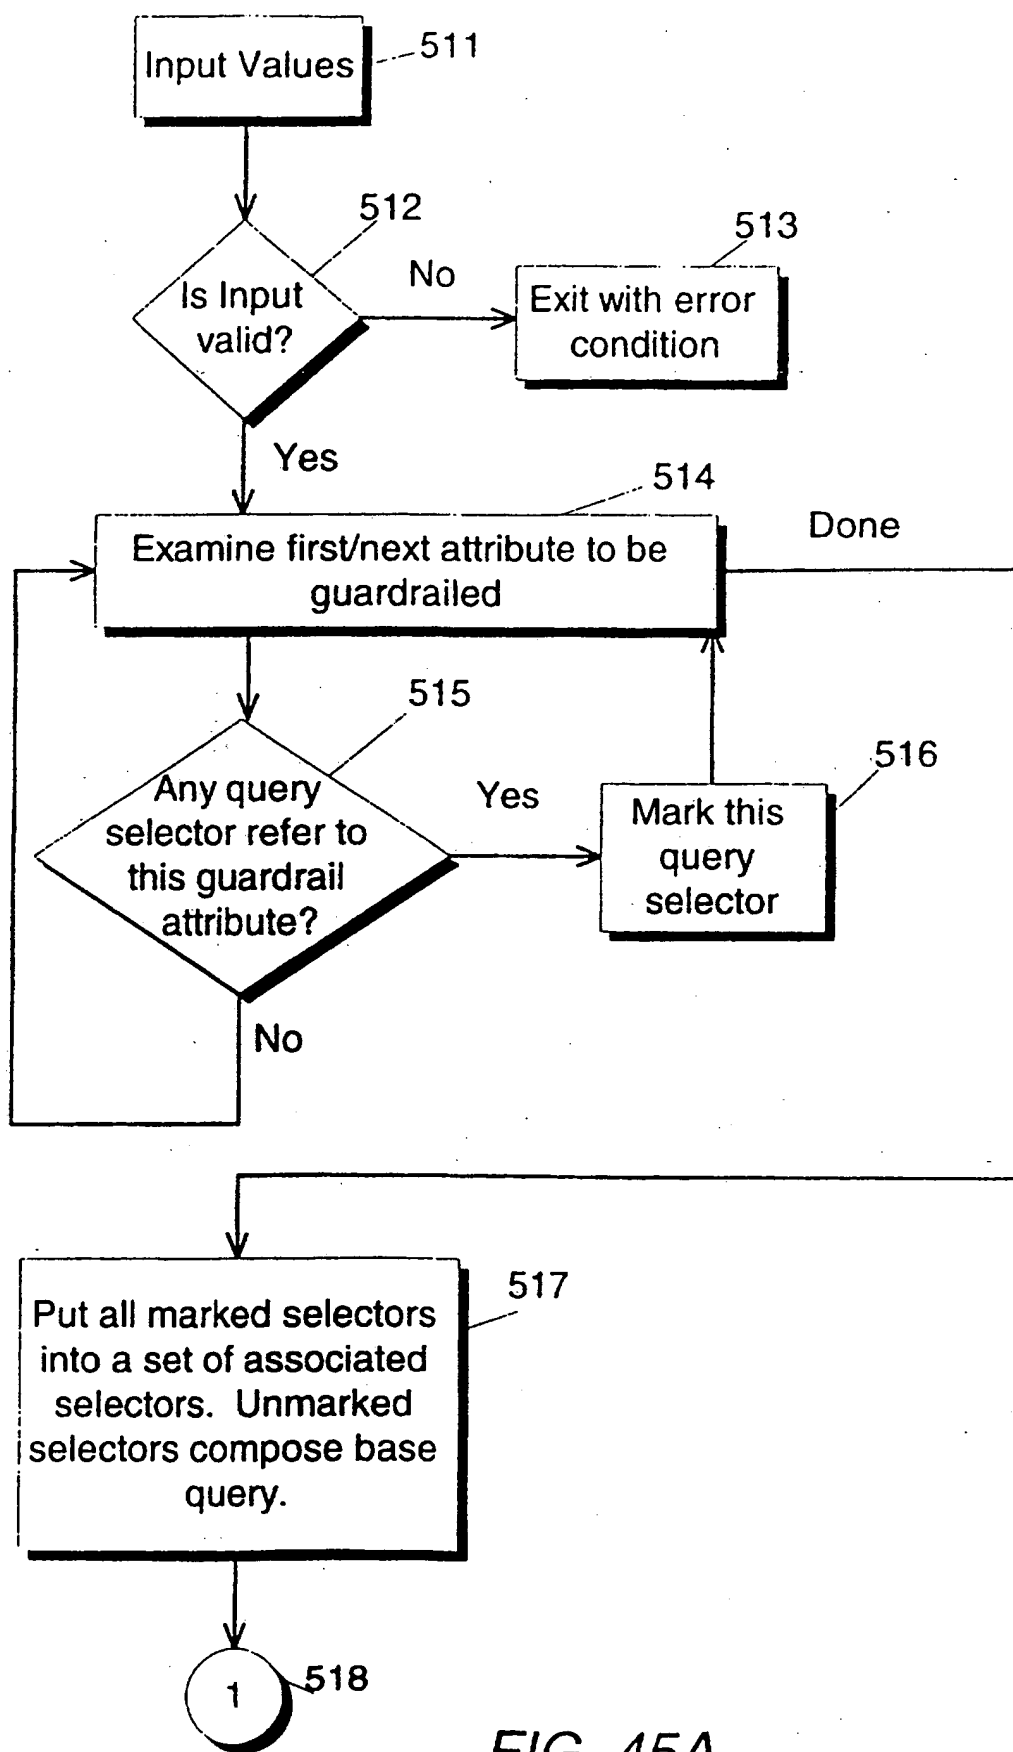 Input Values
511
512
Is Input
valid?
No
513
Exit with error
condition
Yes
514
Examine first/next attribute to be
guardrailed
Done
515
Any query
selector refer to
this guardrail
attribute?
Yes
516
Mark this
query
selector
No
517
Put all marked selectors
into a set of associated
selectors. Unmarked
selectors compose base
query.
1
518
FIG. 45A